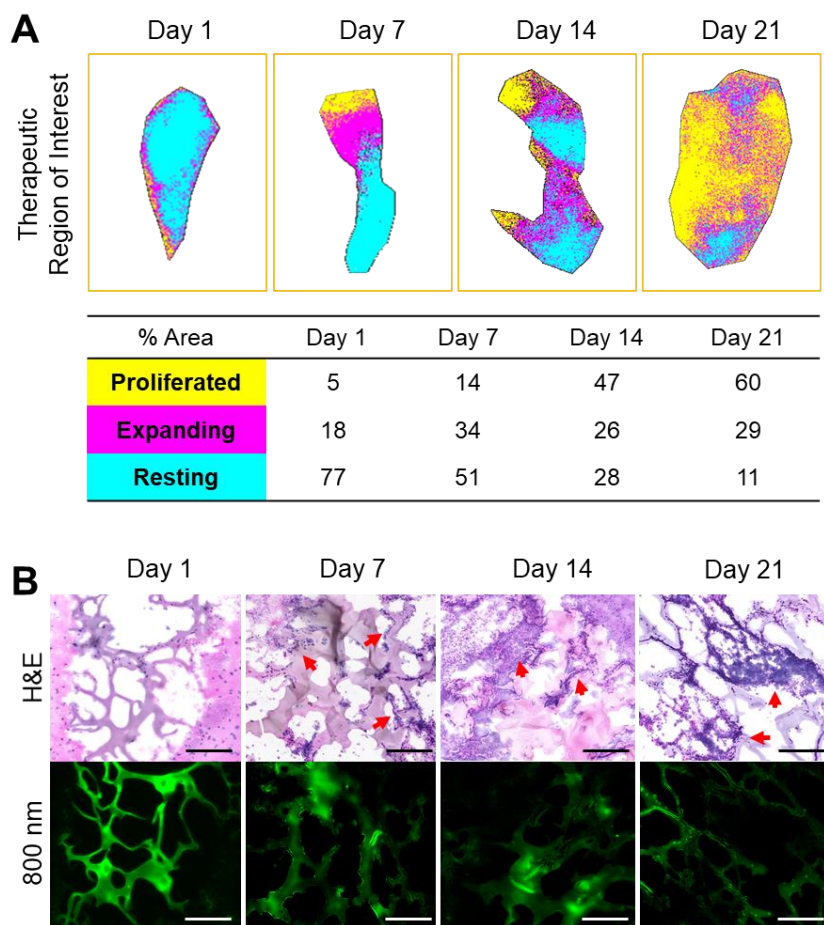 A
Day 1 Day 7 Day 14 Day 21
Therapeutic
Region of Interest
% Area Day 1 Day 7 Day 14 Day 21
Proliferated 5 14 47 60
Expanding 18 34 26 29
Resting 77 51 28 11
B
Day 1 Day 7 Day 14 Day 21
H&E
800 nm